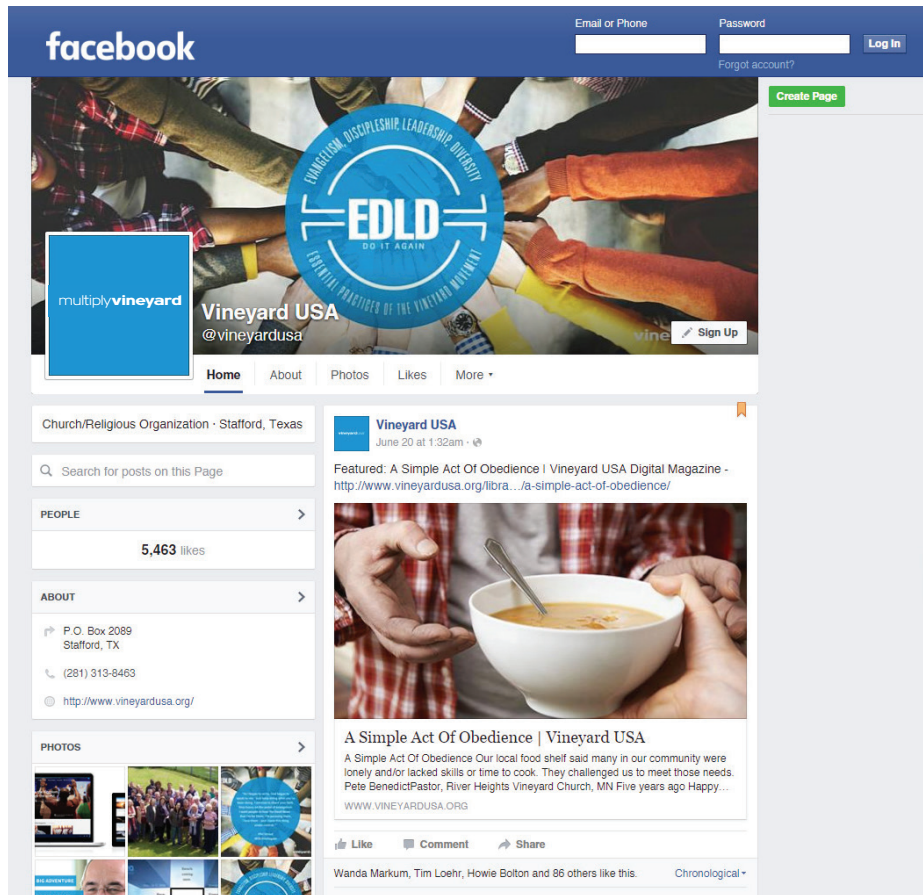 facebook
Email or Phone
Password
Log In
Forgot account?
Create Page
EVANGELISM, DISCIPLESHIP, LEADERSHIP, DIVERSITY
EDLD
DO IT AGAIN
ESSENTIAL PRACTICES OF THE VINEYARD MOVEMENT
multiplyvineyard
Vineyard USA
@vineyardusa
vine
Sign Up
Home
About
Photos
Likes
More
Church/Religious Organization · Stafford, Texas
Search for posts on this Page
PEOPLE
5,463 likes
ABOUT
P.O. Box 2089
Stafford, TX
(281) 313-8463
http://www.vineyardusa.org/
PHOTOS
EDLD
BIG ADVENTURE
Vineyard USA
June 20 at 1:32am ·
Featured: A Simple Act Of Obedience | Vineyard USA Digital Magazine -
http://www.vineyardusa.org/libra…/a-simple-act-of-obedience/
A Simple Act Of Obedience | Vineyard USA
A Simple Act Of Obedience Our local food shelf said many in our community were
lonely and/or lacked skills or time to cook. They challenged us to meet those needs.
Pete BenedictPastor, River Heights Vineyard Church, MN Five years ago Happy…
WWW.VINEYARDUSA.ORG
Like
Comment
Share
Wanda Markum, Tim Loehr, Howie Bolton and 86 others like this.
Chronological